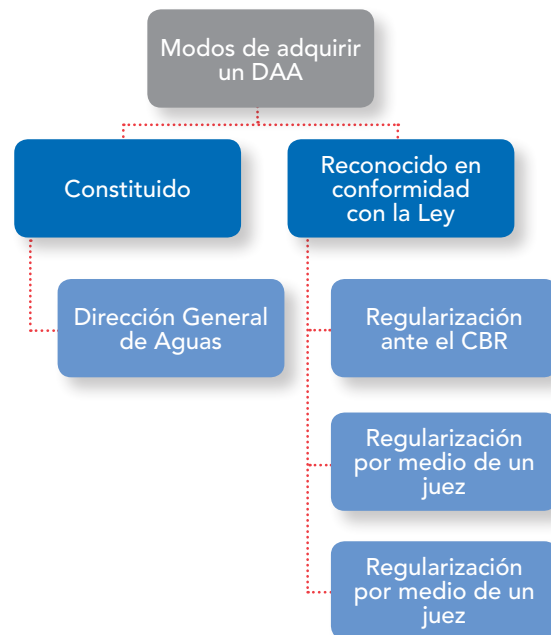 Modos de adquirir
un DAA
Constituido
Reconocido en
conformidad
con la Ley
Dirección General
de Aguas
Regularización
ante el CBR
Regularización
por medio de un
juez
Regularización
por medio de un
juez